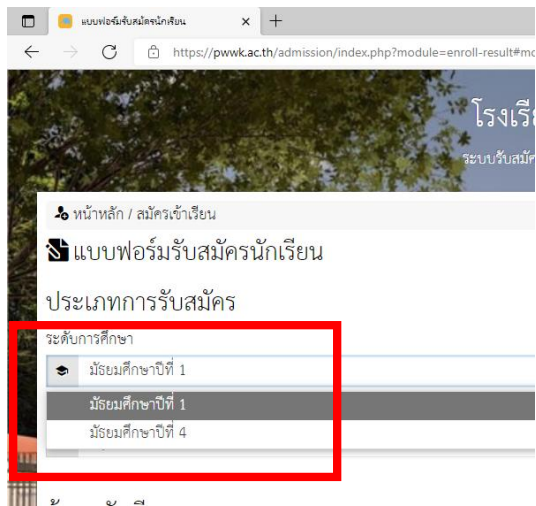 แบบฟอร์มรับสมัครนักเรียน
https://pwwk.ac.th/admission/index.php?module=enroll-result#mo
โรงเรี
ระบบรับสมัค
หน้าหลัก / สมัครเข้าเรียน
แบบฟอร์มรับสมัครนักเรียน
ประเภทการรับสมัคร
ระดับการศึกษา
มัธยมศึกษาปีที่ 1
มัธยมศึกษาปีที่ 1
มัธยมศึกษาปีที่ 4